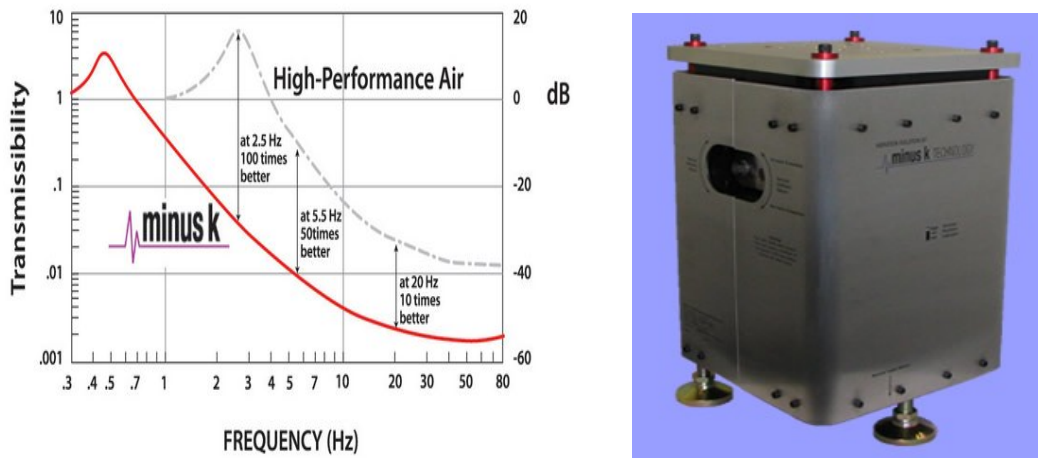 10
1
.1
.01
.001
Transmissibility
20
0
-20
-40
-60
dB
High-Performance Air
at 2.5 Hz
100 times
better
at 5.5 Hz
50times
better
at 20 Hz
10 times
better
minus k
.3 .4 .5 .7 1 2 3 4 5 7 10 20 30 50 80
FREQUENCY (Hz)
minus k TECHNOLOGY